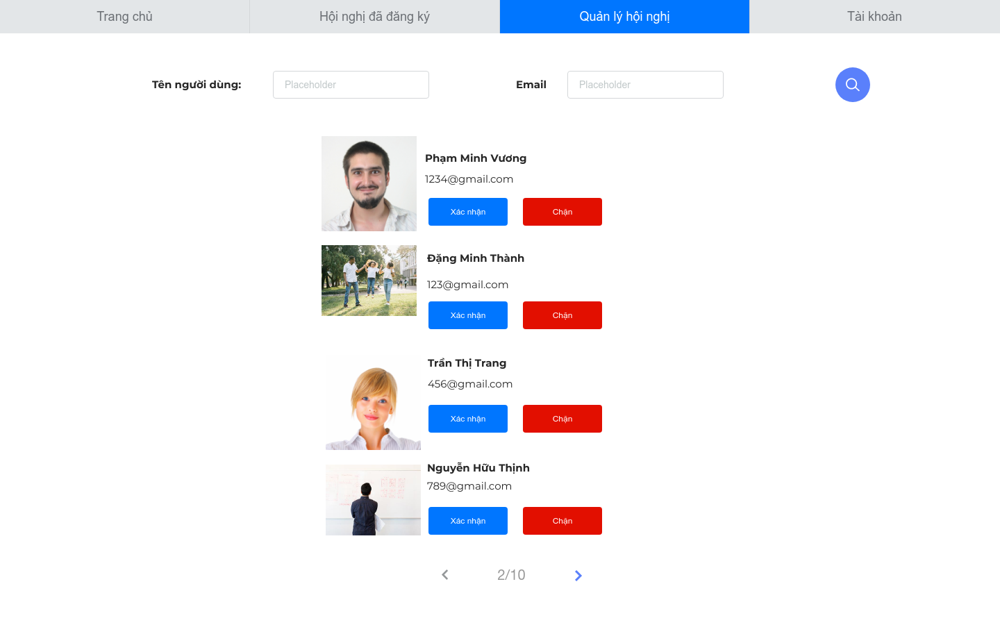 Trang chủ
Hội nghị đã đăng ký
Quản lý hội nghị
Tài khoản
Tên người dùng:
Placeholder
Email
Placeholder
Phạm Minh Vương
1234@gmail.com
Xác nhận
Chặn
Đặng Minh Thành
123@gmail.com
Xác nhận
Chặn
Trần Thị Trang
456@gmail.com
Xác nhận
Chặn
Nguyễn Hữu Thịnh
789@gmail.com
Xác nhận
Chặn
2/10